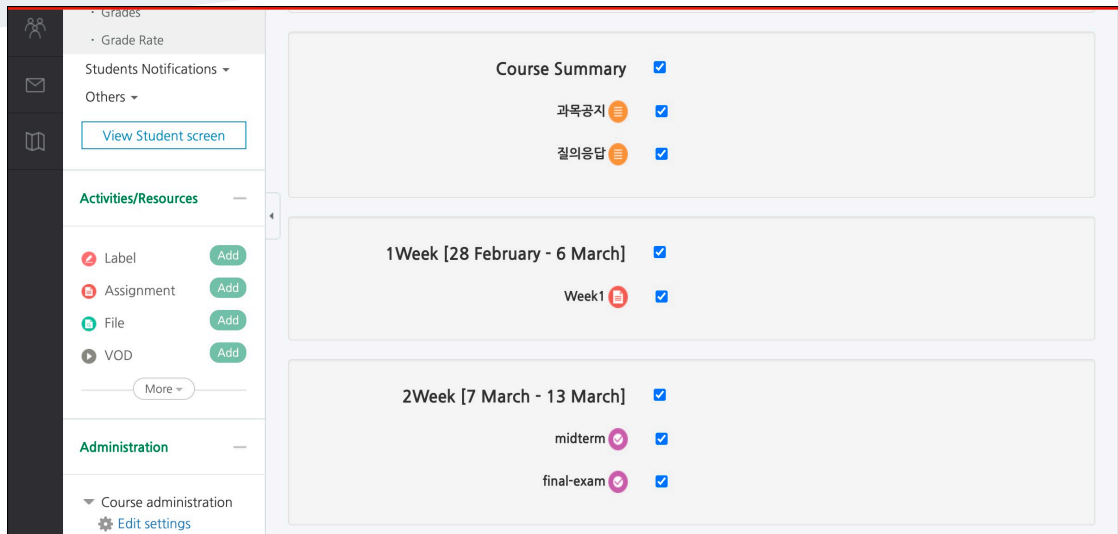 · Grades
· Grade Rate
Students Notifications
Others
View Student screen
Activities/Resources
Label Add
Assignment Add
File Add
VOD Add
More
Administration
Course administration
Edit settings
Course Summary
과목공지
질의응답
1Week [28 February - 6 March]
Week1
2Week [7 March - 13 March]
midterm
final-exam